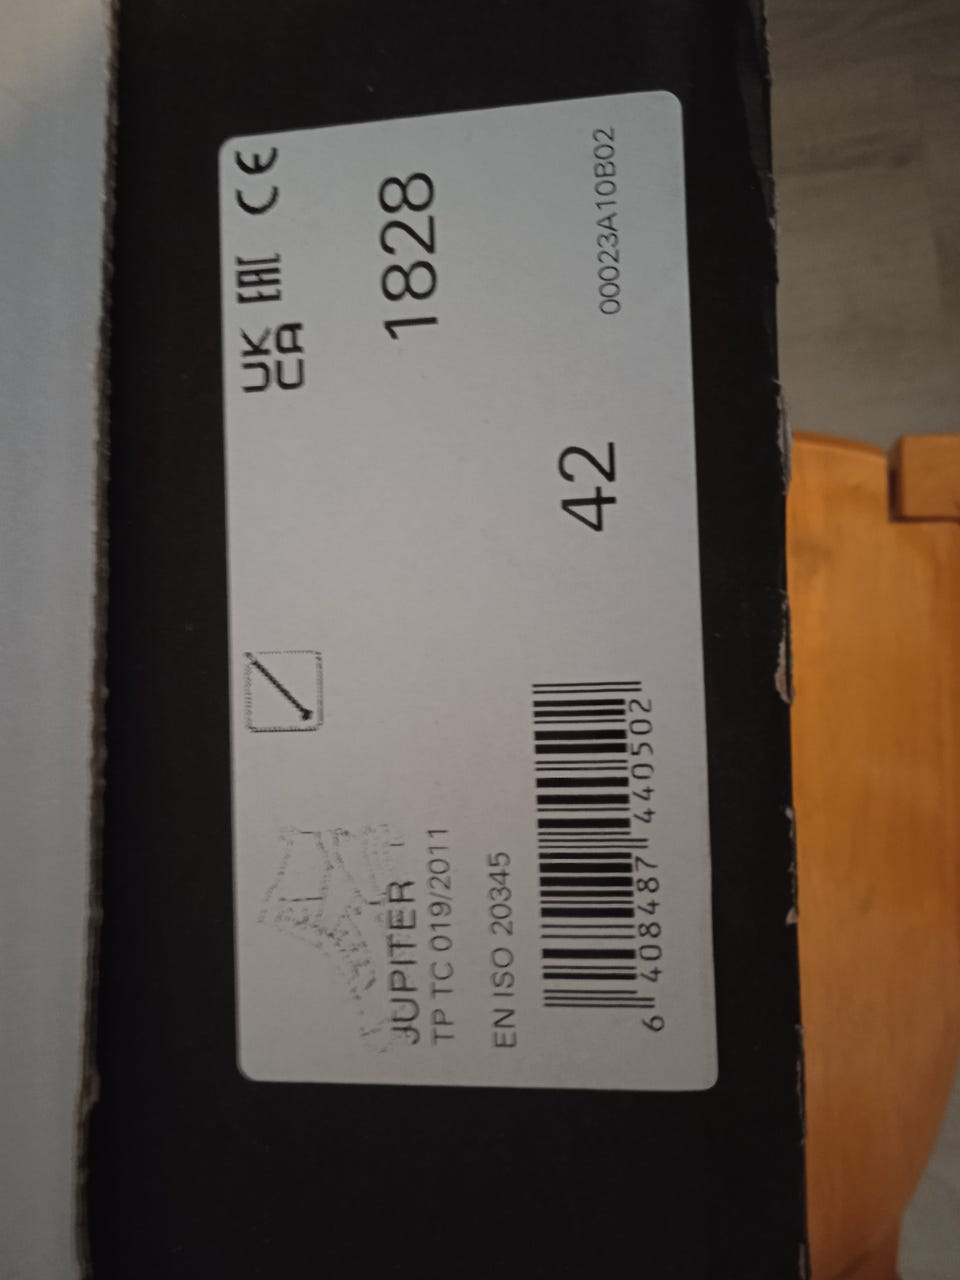 JUPITER
TP TC 019/2011
EN ISO 20345
6 408487 440502
UK
CA
EAC
CE
1828
42
00023A10B02